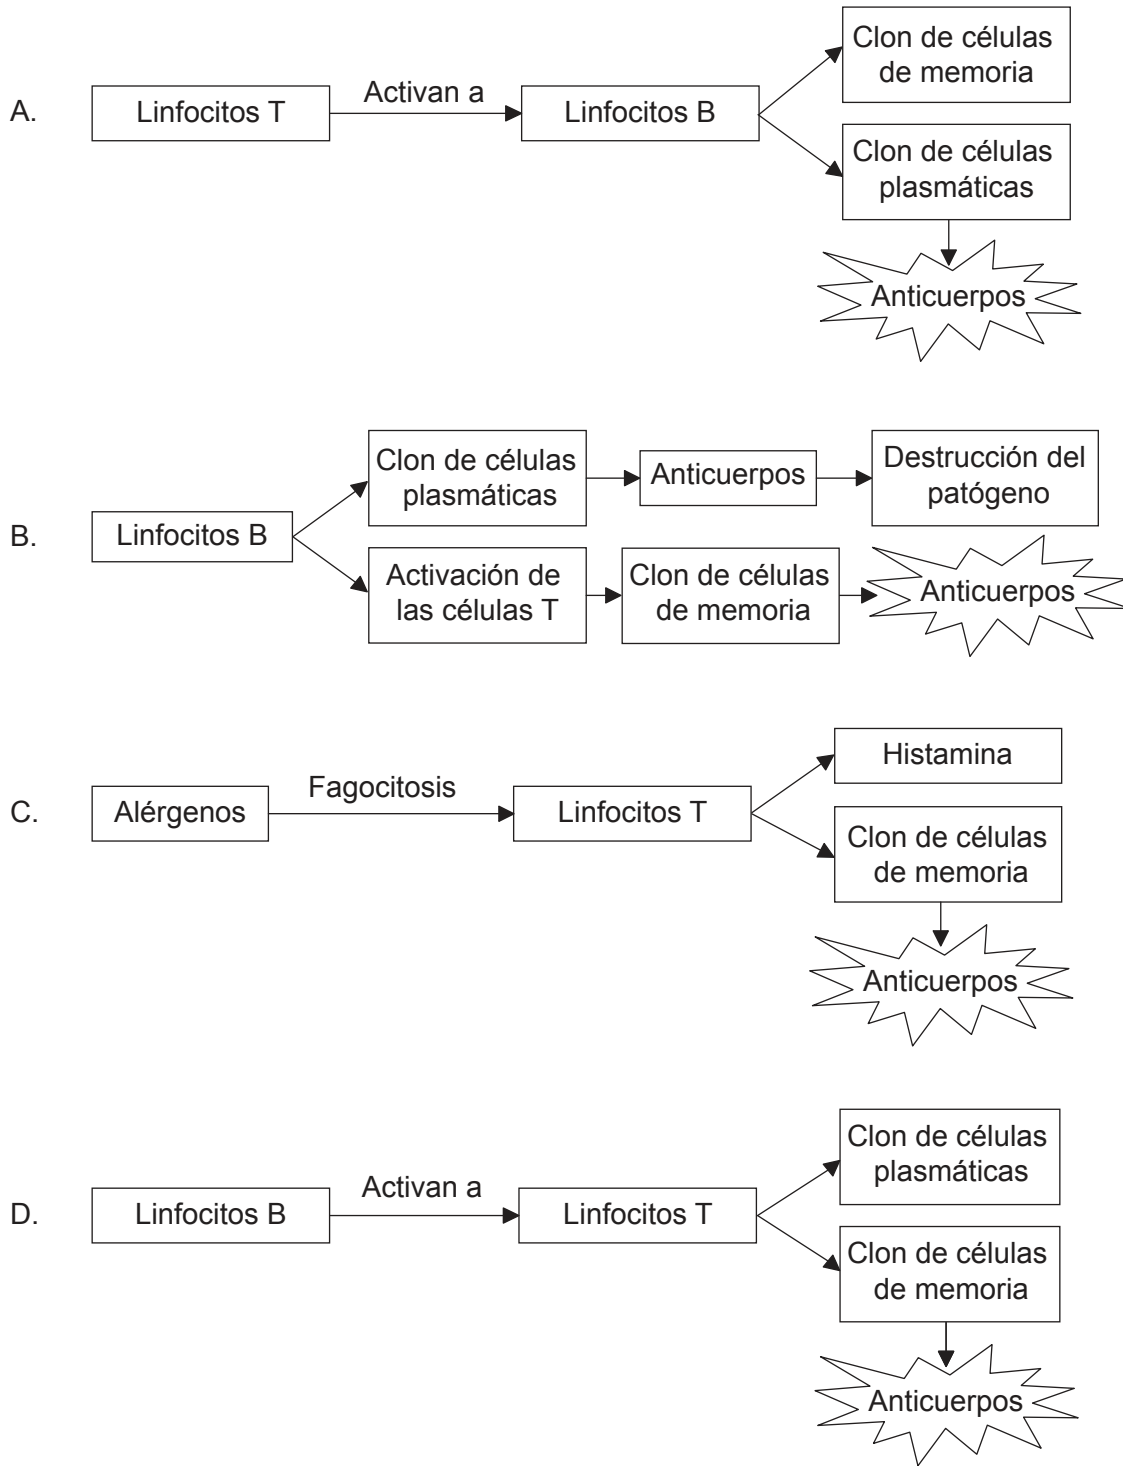 A.
Linfocitos T
Activan a
Linfocitos B
Clon de células
de memoria
Clon de células
plasmáticas
Anticuerpos
B.
Linfocitos B
Clon de células
plasmáticas
Anticuerpos
Destrucción del
patógeno
Activación de
las células T
Clon de células
de memoria
Anticuerpos
C.
Alérgenos
Fagocitosis
Linfocitos T
Histamina
Clon de células
de memoria
Anticuerpos
D.
Linfocitos B
Activan a
Linfocitos T
Clon de células
plasmáticas
Clon de células
de memoria
Anticuerpos